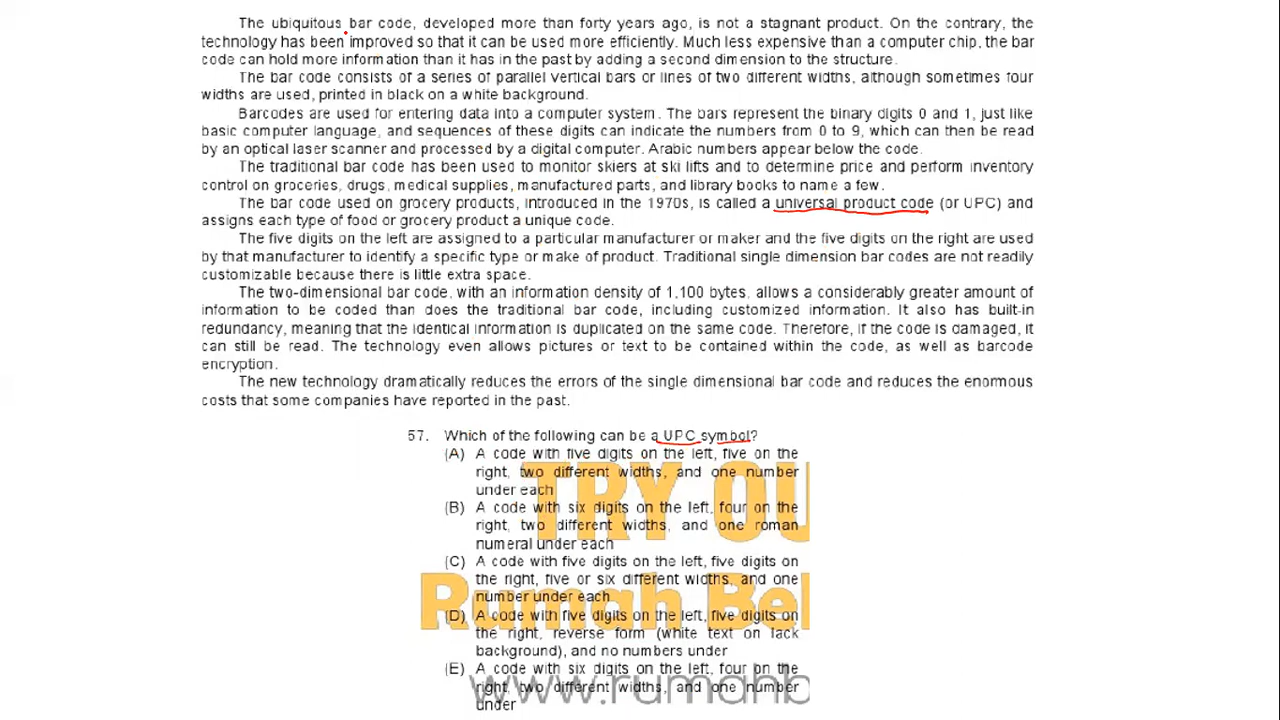 The ubiquitous bar code, developed more than forty years ago, is not a stagnant product. On the contrary, the
technology has been improved so that it can be used more efficiently. Much less expensive than a computer chip, the bar
code can hold more information than it has in the past by adding a second dimension to the structure.
The bar code consists of a series of parallel vertical bars or lines of two different widths, although sometimes four
widths are used, printed in black on a white background.
Barcodes are used for entering data into a computer system. The bars represent the binary digits 0 and 1, just like
basic computer language, and sequences of these digits can indicate the numbers from 0 to 9, which can then be read
by an optical laser scanner and processed by a digital computer. Arabic numbers appear below the code.
The traditional bar code has been used to monitor skiers at ski lifts and to determine price and perform inventory
control on groceries, drugs, medical supplies, manufactured parts, and library books to name a few.
The bar code used on grocery products, introduced in the 1970s, is called a universal product code (or UPC) and
assigns each type of food or grocery product a unique code.
The five digits on the left are assigned to a particular manufacturer or maker and the five digits on the right are used
by that manufacturer to identify a specific type or make of product. Traditional single dimension bar codes are not readily
customizable because there is little extra space.
The two-dimensional bar code, with an information density of 1,100 bytes, allows a considerably greater amount of
information to be coded than does the traditional bar code, including customized information. It also has built-in
redundancy, meaning that the identical information is duplicated on the same code. Therefore, if the code is damaged, it
can still be read. The technology even allows pictures or text to be contained within the code, as well as barcode
encryption.
The new technology dramatically reduces the errors of the single dimensional bar code and reduces the enormous
costs that some companies have reported in the past.
57. Which of the following can be a UPC symbol?
(A) A code with five digits on the left, five on the
right, two different widths, and one number
under each
(B) A code with six digits on the left, four on the
right, two different widths, and one roman
numeral under each
(C) A code with five digits on the left, five digits on
the right, five or six different widths, and one
number under each
(D) A code with five digits on the left, five digits on
the right, reverse form (white text on lack
background), and no numbers under
(E) A code with six digits on the left, four on the
right, two different widths, and one number
under
TRY OU
Rumah Bel
www.rumahb